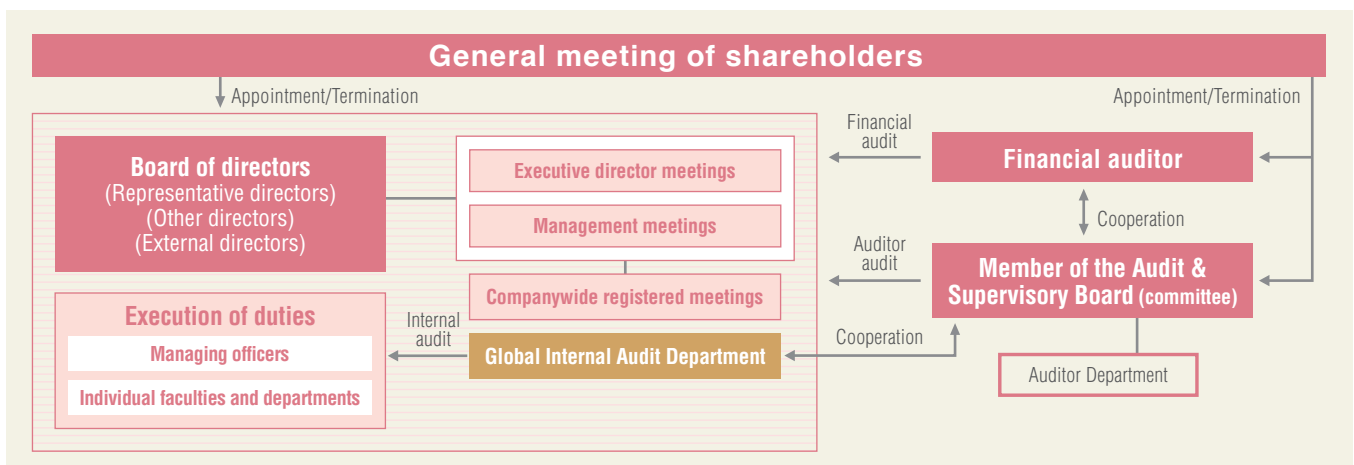 General meeting of shareholders
Appointment/Termination
Appointment/Termination
Board of directors
(Representative directors)
(Other directors)
(External directors)
Executive director meetings
Management meetings
Companywide registered meetings
Execution of duties
Managing officers
Individual faculties and departments
Internal
audit
Global Internal Audit Department
Financial
audit
Financial auditor
Cooperation
Auditor
audit
Member of the Audit &
Supervisory Board (committee)
Cooperation
Auditor Department